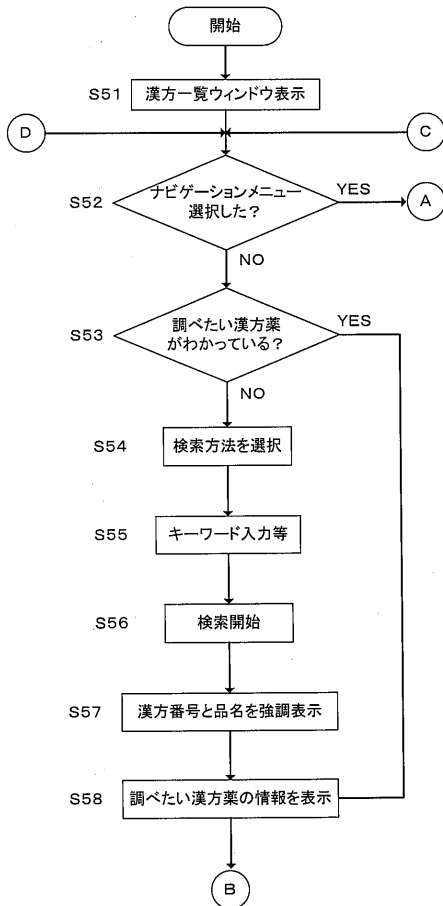 開始
S51
漢方一覧ウィンドウ表示
D
C
ナビゲーションメニュー
選択した？
S52
YES
A
NO
調べたい漢方薬
がわかっている？
S53
YES
NO
S54
検索方法を選択
S55
キーワード入力等
S56
検索開始
S57
漢方番号と品名を強調表示
S58
調べたい漢方薬の情報を表示
B